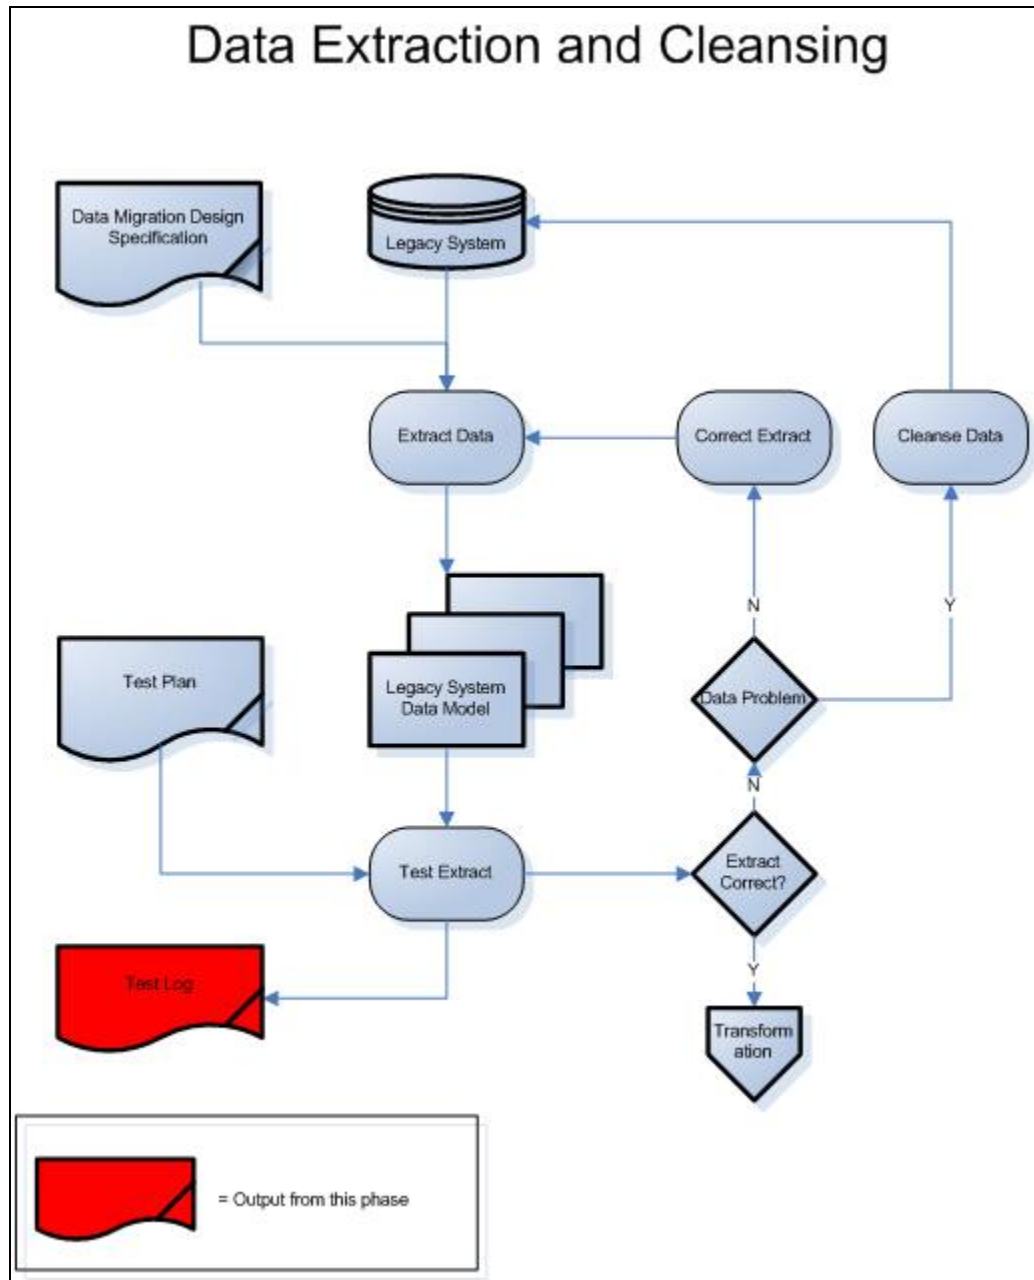 Data Extraction and Cleansing
Data Migration Design
Specification
Legacy System
Extract Data
Correct Extract
Cleanse Data
N
Y
Test Plan
Legacy System
Data Model
Data Problem
N
Test Extract
Extract
Correct?
Test Log
Y
Transform
ation
= Output from this phase